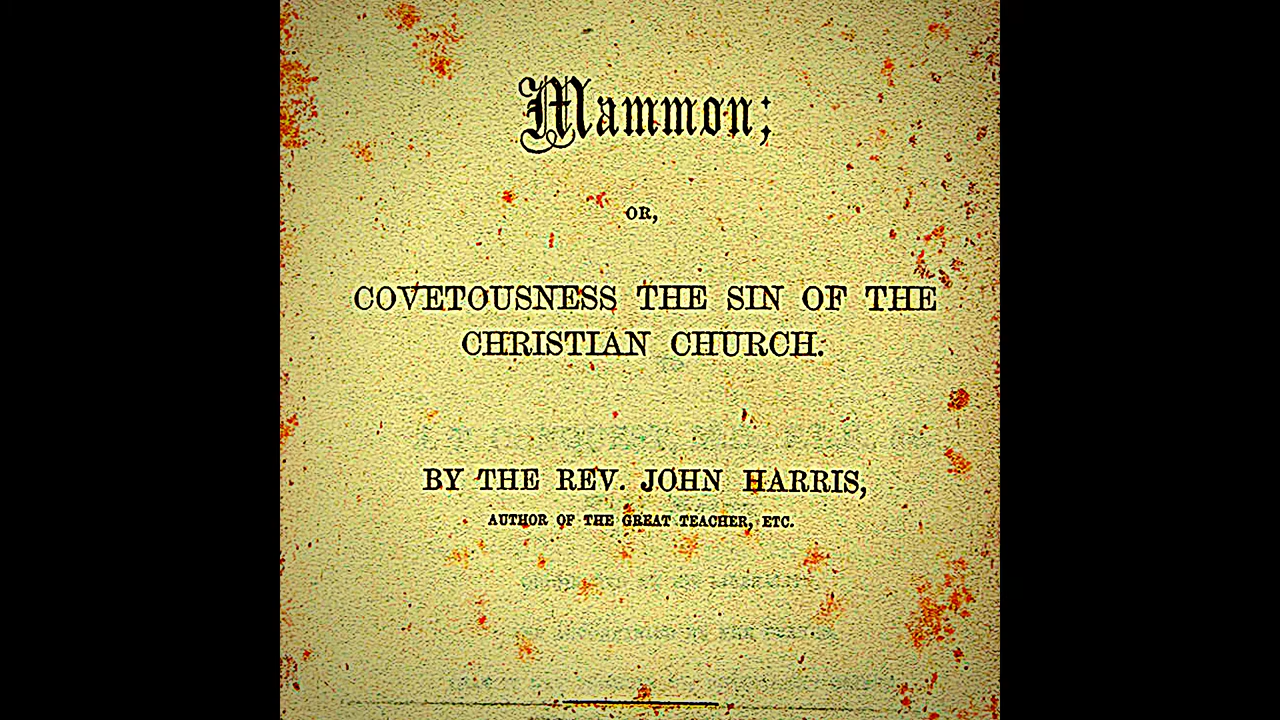 Mammon;
OR,
COVETOUSNESS THE SIN OF THE
CHRISTIAN CHURCH.
BY THE REV. JOHN HARRIS,
AUTHOR OF THE GREAT TEACHER, ETC.